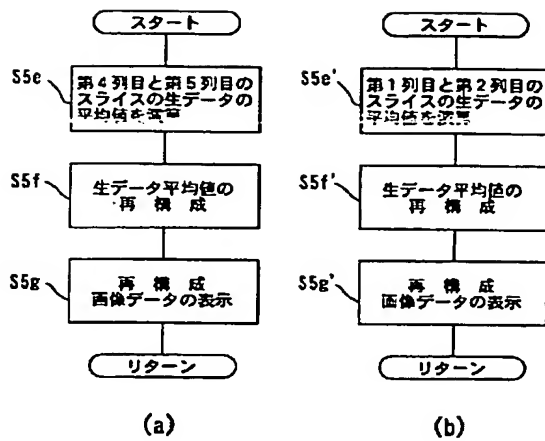 スタート
S5e
第4列目と第5列目の
スライスの生データの
平均値を演算
S5f
生データ平均値の
再構成
S5g
再構成
画像データの表示
リターン
(a)
スタート
S5e'
第1列目と第2列目の
スライスの生データの
平均値を演算
S5f'
生データ平均値の
再構成
S5g'
再構成
画像データの表示
リターン
(b)